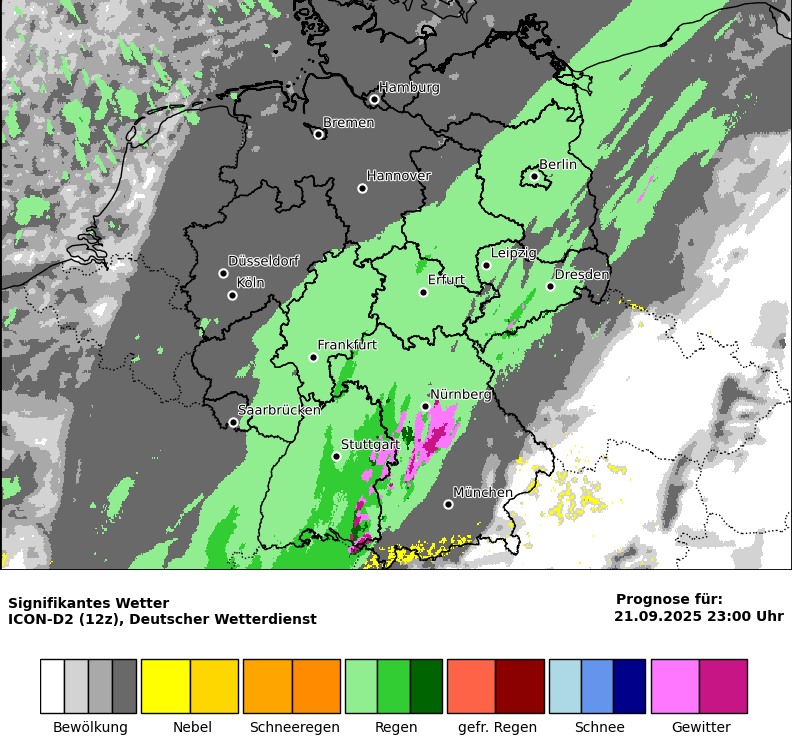 Hamburg
Bremen
Berlin
Hannover
Leipzig
Düsseldorf
Dresden
Köln
Erfurt
Frankfurt
Nürnberg
Saarbrücken
Stuttgart
München
Signifikantes Wetter
ICON-D2 (12z), Deutscher Wetterdienst
Prognose für:
21.09.2025 23:00 Uhr
Bewölkung
Nebel
Schneeregen
Regen
gefr. Regen
Schnee
Gewitter